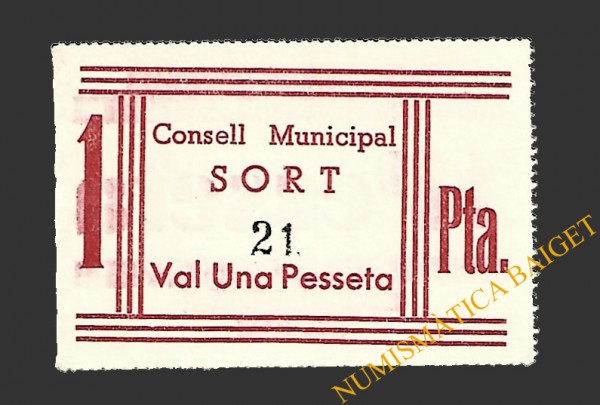 1
Consell Municipal
SORT
21.
Val Una Pesseta
Pta.
NUMISMÀTICA BAIGET